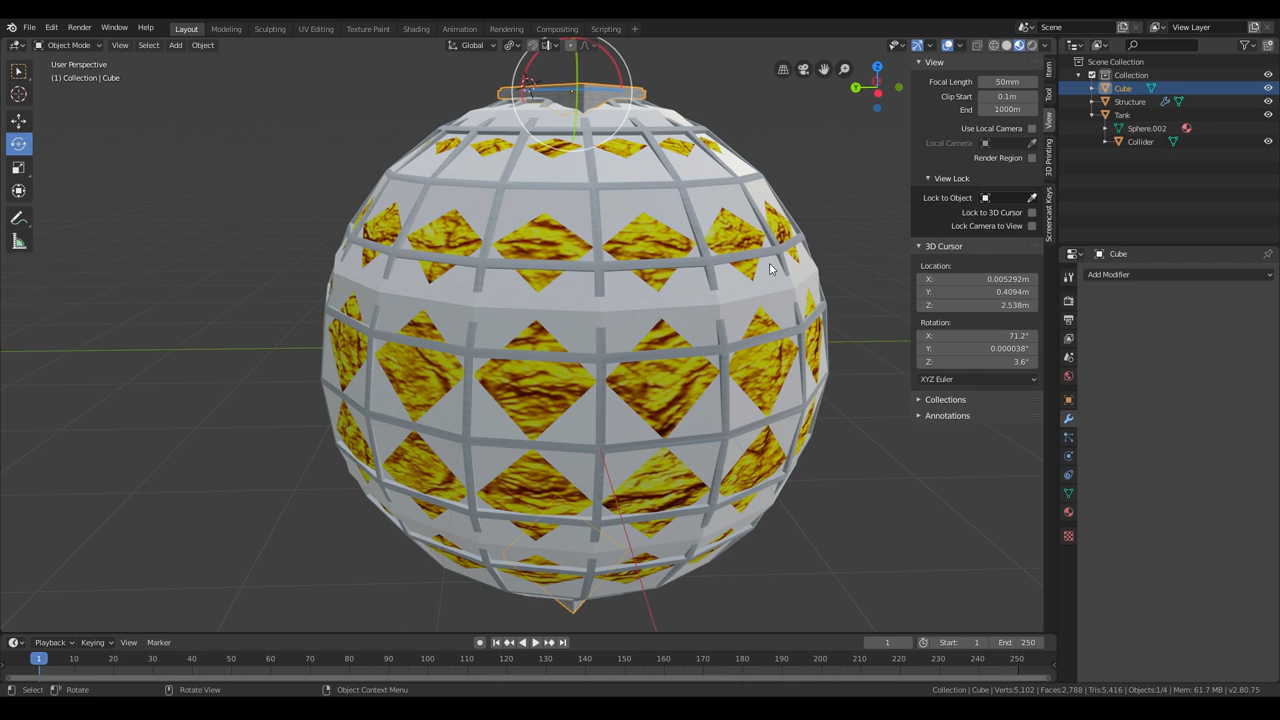 File Edit Render Window Help Layout Modeling Sculpting UV Editing Texture Paint Shading Animation Rendering Compositing Scripting + Scene View Layer
Object Mode View Select Add Object Global
User Perspective
(1) Collection | Cube
View
Focal Length 50mm
Clip Start 0.1m
End 1000m
Use Local Camera
Local Camera
Render Region
View Lock
Lock to Object
Lock to 3D Cursor
Lock Camera to View
3D Cursor
Location:
X: 0.005292m
Y: 0.4094m
Z: 2.538m
Rotation:
X: 71.2°
Y: 0.000038°
Z: 3.6°
XYZ Euler
Collections
Annotations
Item
Tool
View
3D Printing
Screencast Keys
Z
Y
Scene Collection
Collection
Cube
Structure
Tank
Sphere.002
Collider
Cube
Add Modifier
Playback Keying View Marker 1 Start: 1 End: 250
1 10 20 30 40 50 60 70 80 90 100 110 120 130 140 150 160 170 180 190 200 210 220 230 240 250
Select Rotate Rotate View Object Context Menu Collection | Cube | Verts:5,102 | Faces:2,788 | Tris:5,416 | Objects:1/4 | Mem: 61.7 MB | v2.80.75